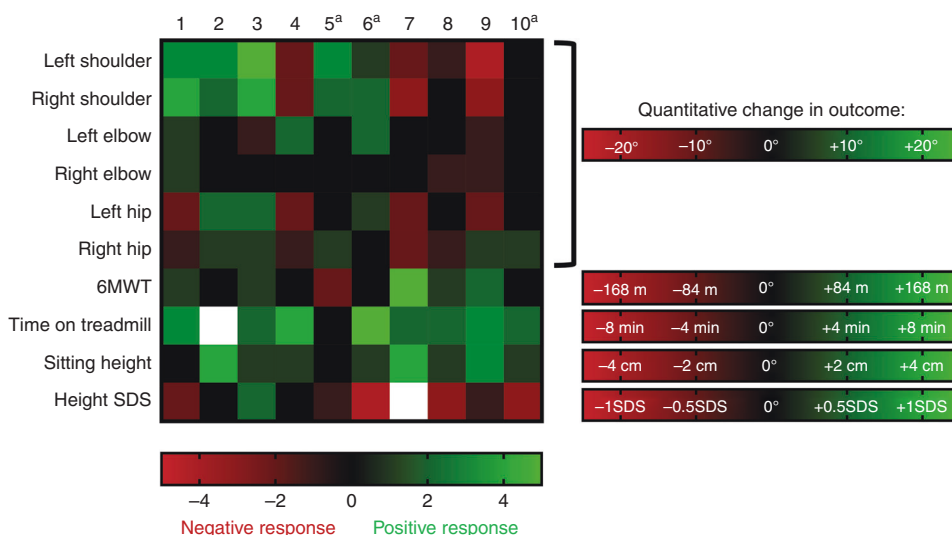 1 2 3 4 5ᵃ 6ᵃ 7 8 9 10ᵃ
Left shoulder
Right shoulder
Left elbow
Right elbow
Left hip
Right hip
6MWT
Time on treadmill
Sitting height
Height SDS
Quantitative change in outcome:
−20° −10° 0° +10° +20°
−168 m −84 m 0° +84 m +168 m
−8 min −4 min 0° +4 min +8 min
−4 cm −2 cm 0° +2 cm +4 cm
−1SDS −0.5SDS 0° +0.5SDS +1SDS
−4 −2 0 2 4
Negative response Positive response